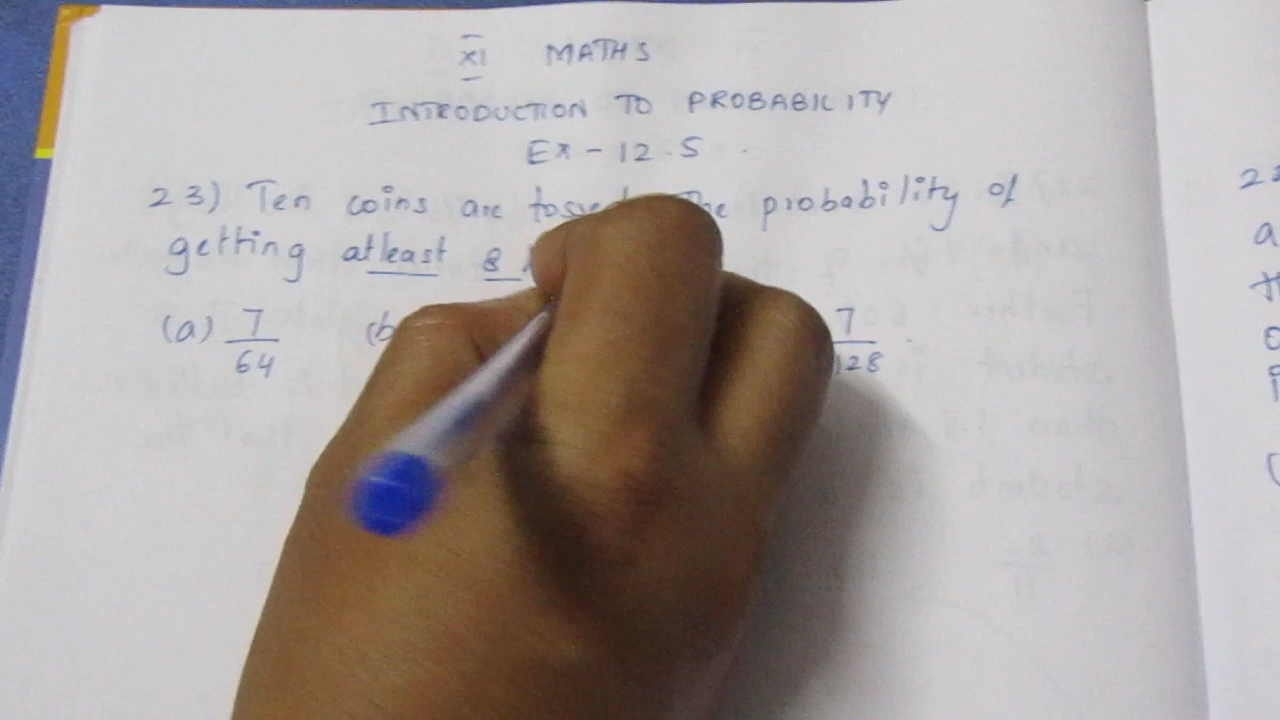 XI MATHS
INTRODUCTION TO PROBABILITY
Ex - 12.5
23) Ten coins are The probability of
getting atleast 8
(a) 7/64 (b 7/128